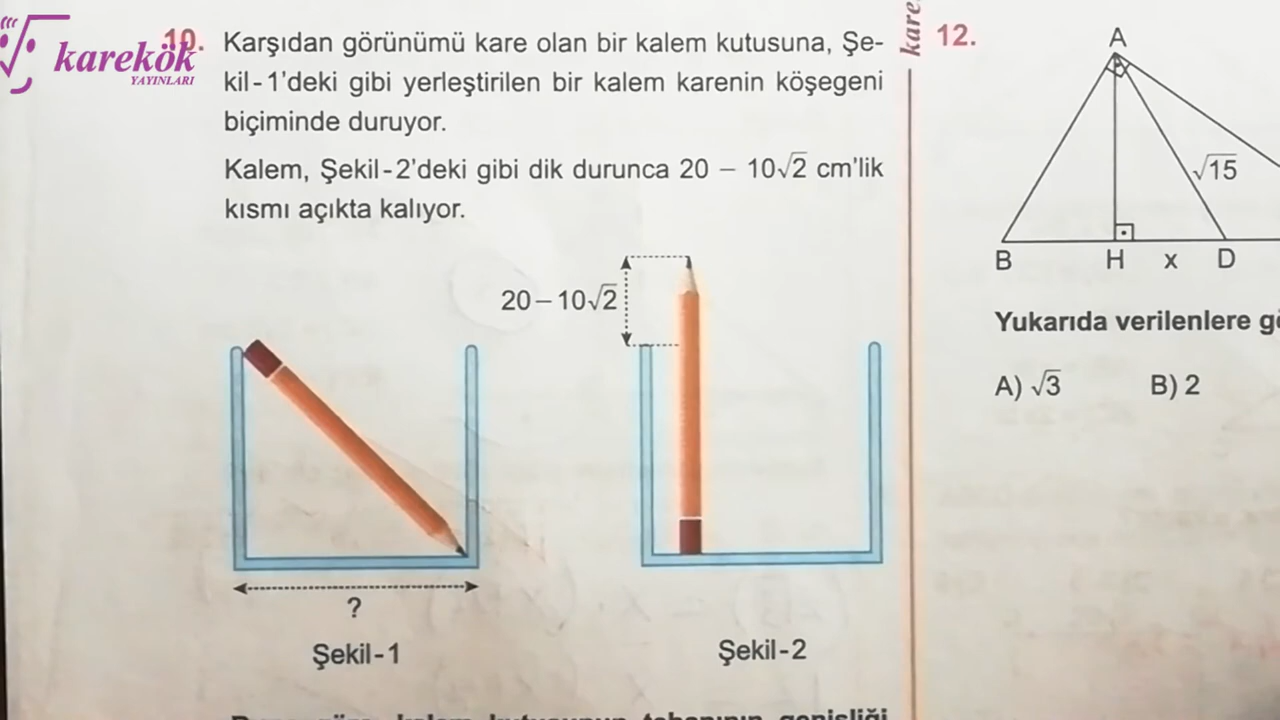 karekök
YAYINLARI
10. Karşıdan görünümü kare olan bir kalem kutusuna, Şe-
kil-1'deki gibi yerleştirilen bir kalem karenin köşegeni
biçiminde duruyor.
Kalem, Şekil-2'deki gibi dik durunca 20 – 10√2 cm'lik
kısmı açıkta kalıyor.
20–10√2
?
Şekil-1
Şekil-2
kare
12.
A
√15
B
H
x
D
Yukarıda verilenlere
A) √3
B) 2